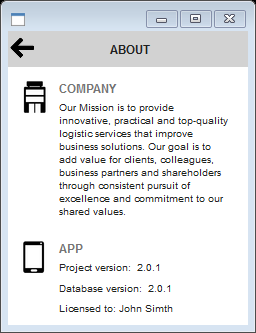 ABOUT
COMPANY
Our Mission is to provide
innovative, practical and top-quality
logistic services that improve
business solutions. Our goal is to
add value for clients, colleagues,
business partners and shareholders
through consistent pursuit of
excellence and commitment to our
shared values.
APP
Project version: 2.0.1
Database version: 2.0.1
Licensed to: John Simth